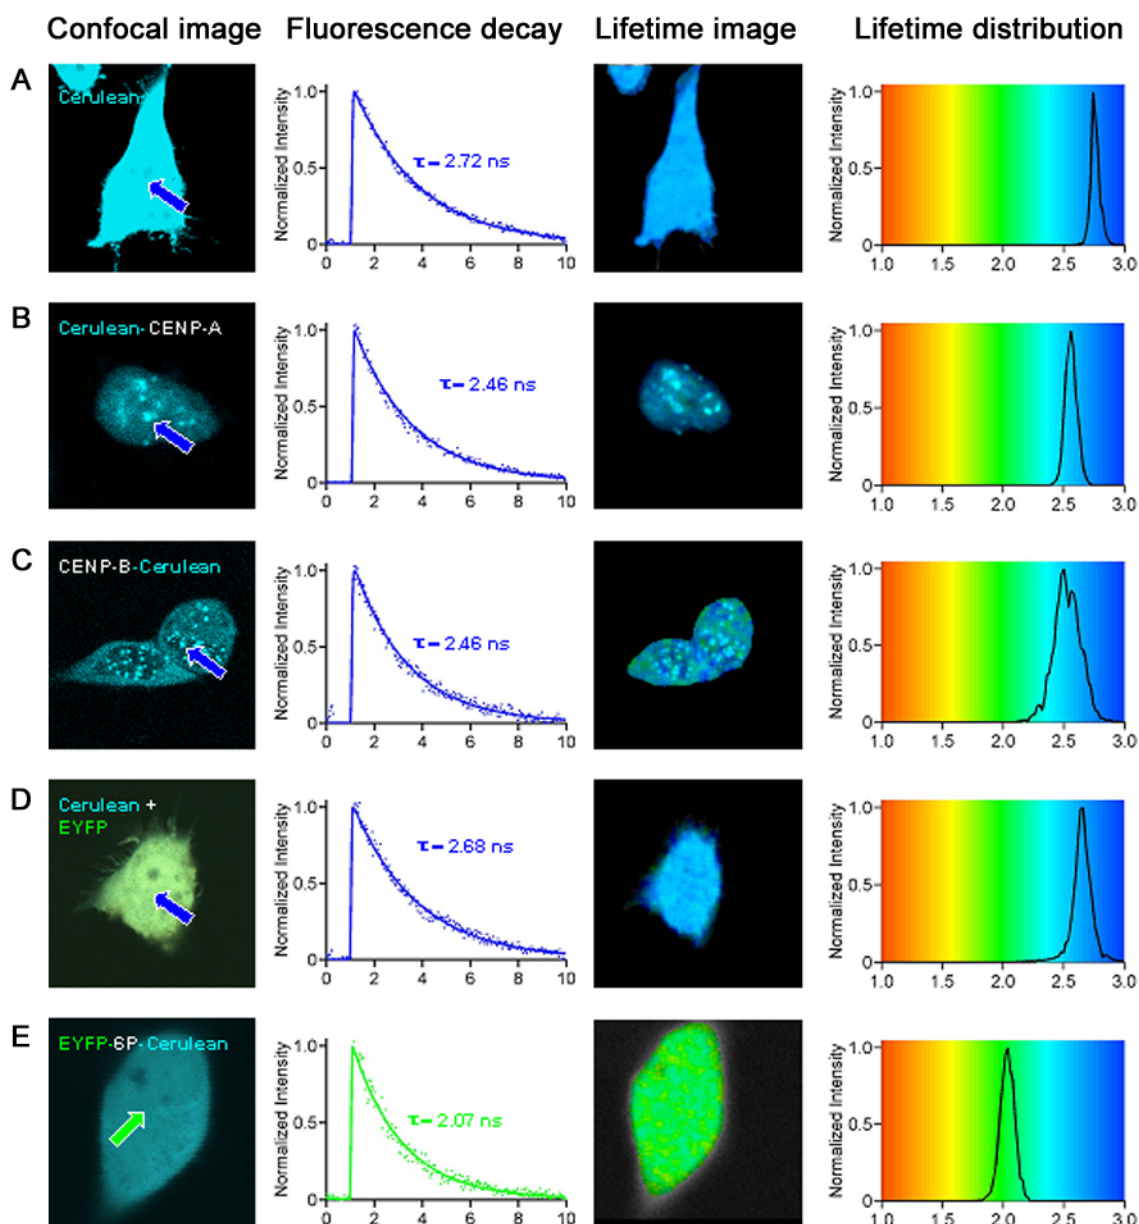 Confocal image Fluorescence decay Lifetime image Lifetime distribution
A
Cerulean
Normalized Intensity
1.0
0.5
0
τ= 2.72 ns
0 2 4 6 8 10
Normalized Intensity
1.0
0.5
0
1.0 1.5 2.0 2.5 3.0
B
Cerulean-CENP-A
Normalized Intensity
1.0
0.5
0
τ= 2.46 ns
0 2 4 6 8 10
Normalized Intensity
1.0
0.5
0
1.0 1.5 2.0 2.5 3.0
C
CENP-B-Cerulean
Normalized Intensity
1.0
0.5
0
τ= 2.46 ns
0 2 4 6 8 10
Normalized Intensity
1.0
0.5
0
1.0 1.5 2.0 2.5 3.0
D
Cerulean +
EYFP
Normalized Intensity
1.0
0.5
0
τ= 2.68 ns
0 2 4 6 8 10
Normalized Intensity
1.0
0.5
0
1.0 1.5 2.0 2.5 3.0
E
EYFP-6P-Cerulean
Normalized Intensity
1.0
0.5
0
τ= 2.07 ns
0 2 4 6 8 10
Normalized Intensity
1.0
0.5
0
1.0 1.5 2.0 2.5 3.0